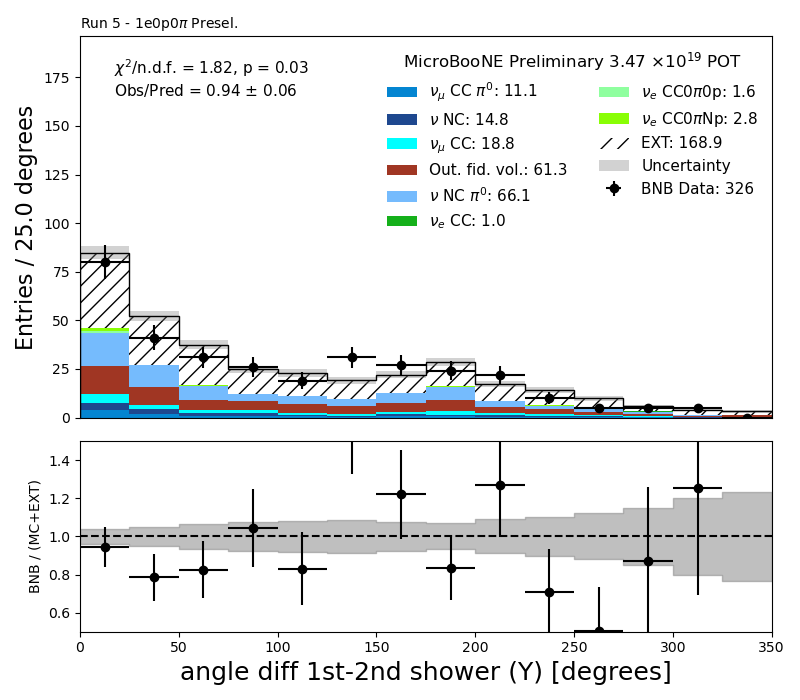 Run 5 - 1e0p0π Presel.
χ²/n.d.f. = 1.82, p = 0.03
Obs/Pred = 0.94 ± 0.06
MicroBooNE Preliminary 3.47 ×10¹⁹ POT
ν_μ CC π⁰: 11.1
ν NC: 14.8
ν_μ CC: 18.8
Out. fid. vol.: 61.3
ν NC π⁰: 66.1
ν_e CC: 1.0
ν_e CC0π0p: 1.6
ν_e CC0πNp: 2.8
EXT: 168.9
Uncertainty
BNB Data: 326
Entries / 25.0 degrees
175
150
125
100
75
50
25
0
BNB / (MC+EXT)
1.4
1.2
1.0
0.8
0.6
0 50 100 150 200 250 300 350
angle diff 1st-2nd shower (Y) [degrees]